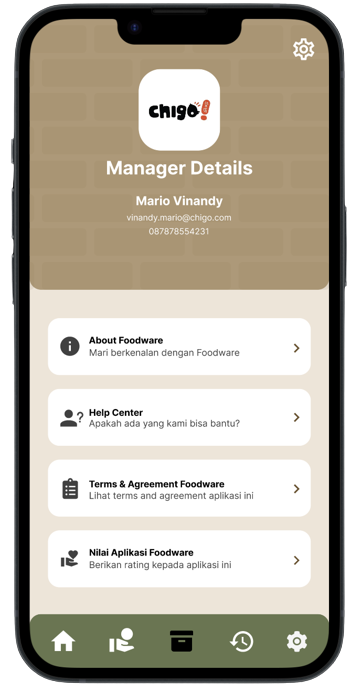 chigo!
Manager Details
Mario Vinandy
vinandy.mario@chigo.com
087878554231
About Foodware
Mari berkenalan dengan Foodware
Help Center
Apakah ada yang kami bisa bantu?
Terms & Agreement Foodware
Lihat terms and agreement aplikasi ini
Nilai Aplikasi Foodware
Berikan rating kepada aplikasi ini